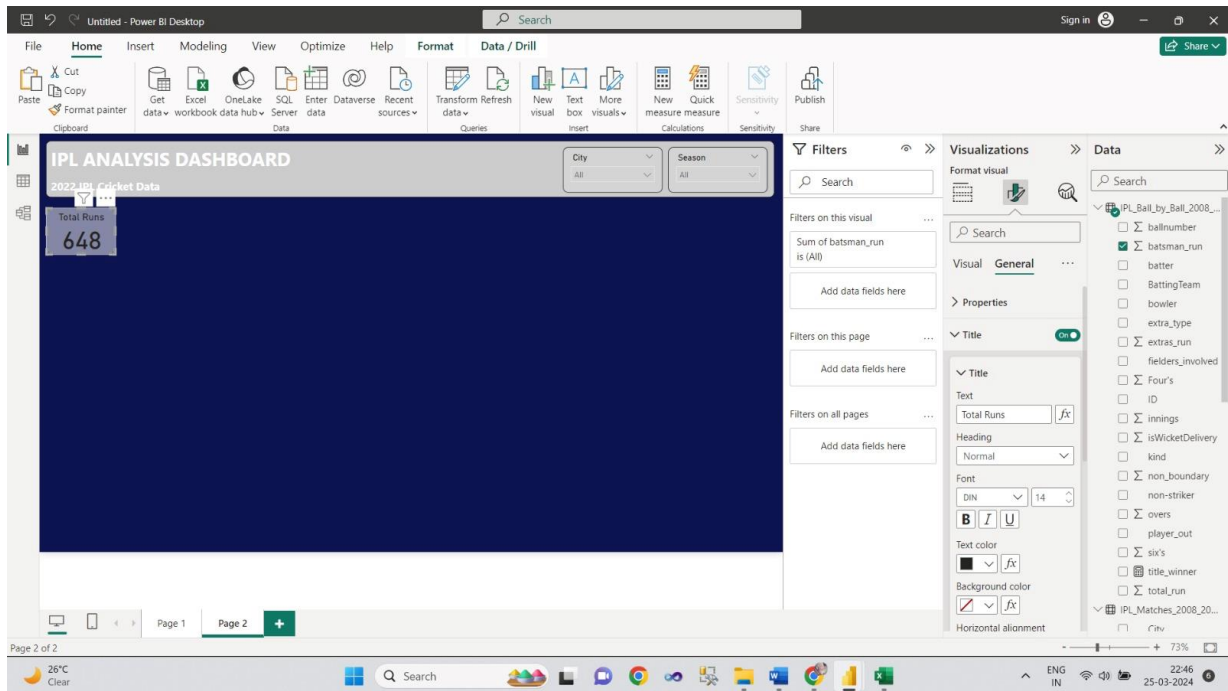 Untitled - Power BI Desktop
Search
Sign in
File Home Insert Modeling View Optimize Help Format Data / Drill
Share
Paste
Cut
Copy
Format painter
Get data
Excel workbook
OneLake data hub
SQL Server
Enter data
Dataverse
Recent sources
Transform data
Refresh
New visual
Text box
More visuals
New measure
Quick measure
Sensitivity
Publish
Clipboard
Data
Queries
Insert
Calculations
Sensitivity
Share
IPL ANALYSIS DASHBOARD
2022 IPL Cricket Data
City
All
Season
All
Total Runs
648
Filters
Search
Filters on this visual
Sum of batsman_run
is (All)
Add data fields here
Filters on this page
Add data fields here
Filters on all pages
Add data fields here
Visualizations
Format visual
Search
Visual General
Properties
Title On
Title
Text
Total Runs
fx
Heading
Normal
Font
DIN 14
B I U
Text color
fx
Background color
fx
Horizontal alignment
Data
Search
IPL_Ball_by_Ball_2008_...
ballnumber
batsman_run
batter
BattingTeam
bowler
extra_type
extras_run
fielders_involved
Four's
ID
innings
isWicketDelivery
kind
non_boundary
non-striker
overs
player_out
six's
title_winner
total_run
IPL_Matches_2008_20...
City
Page 1 Page 2 +
Page 2 of 2
73%
26°C
Clear
Search
ENG
IN
22:46
25-03-2024
6